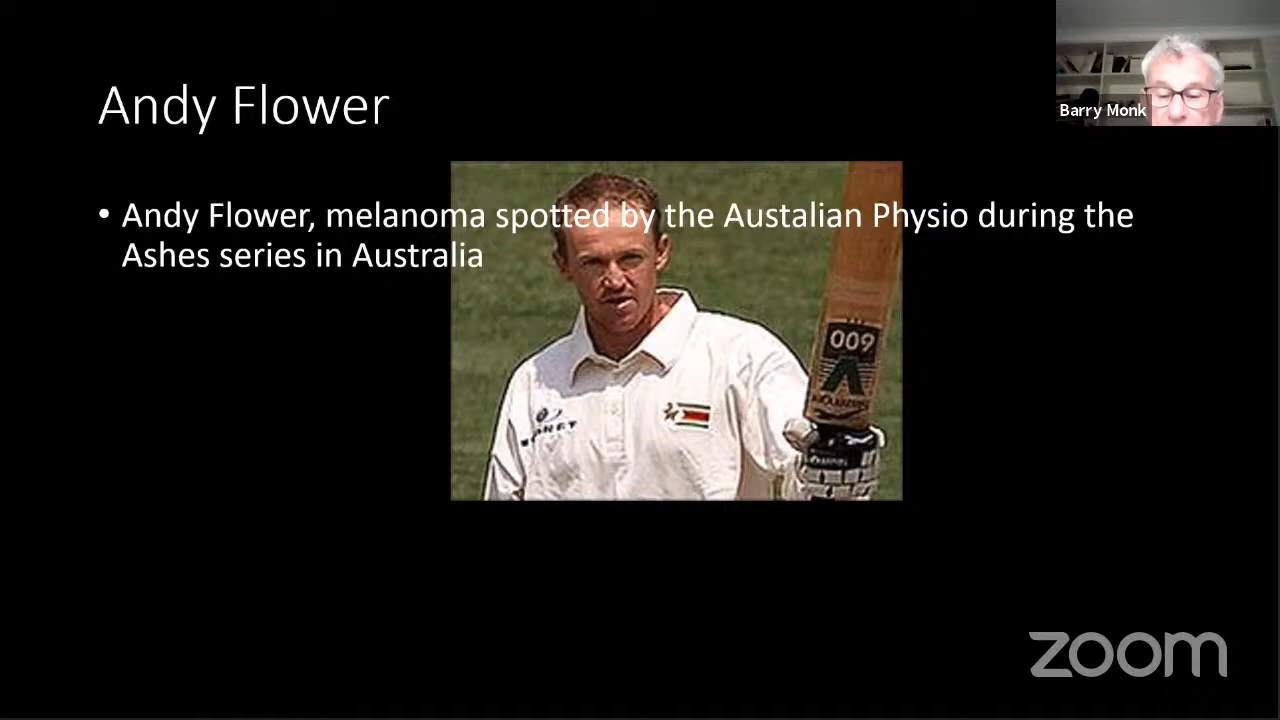 Barry Monk
Andy Flower
• Andy Flower, melanoma spotted by the Austalian Physio during the
Ashes series in Australia
009
zoom